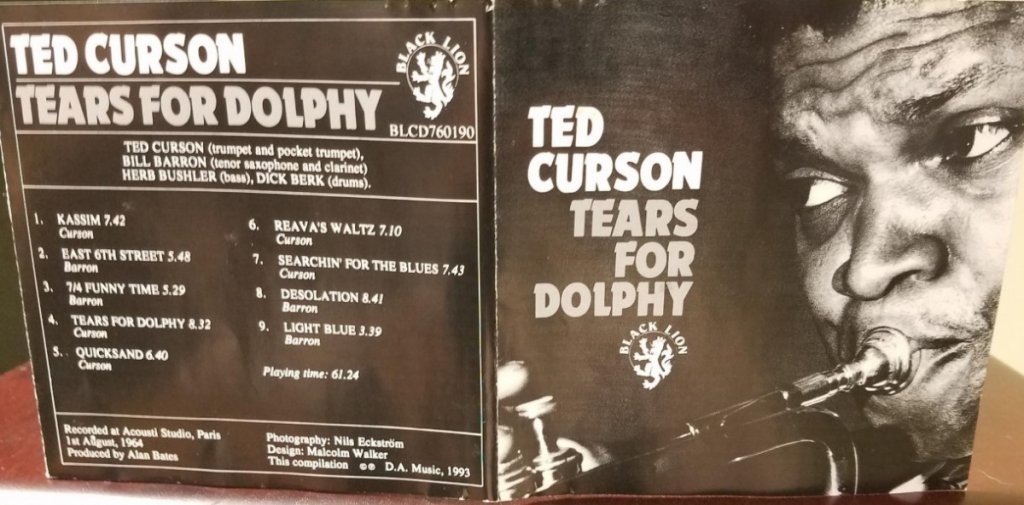 TED CURSON
TEARS FOR DOLPHY
BLACK LION
BLCD760190
TED CURSON (trumpet and pocket trumpet),
BILL BARRON (tenor saxophone and clarinet)
HERB BUSHLER (bass), DICK BERK (drums).
1. KASSIM 7.42
Curson
2. EAST 6TH STREET 5.48
Barron
3. 7/4 FUNNY TIME 5.29
Barron
4. TEARS FOR DOLPHY 8.32
Curson
5. QUICKSAND 6.40
Curson
6. REAVA'S WALTZ 7.10
Curson
7. SEARCHIN' FOR THE BLUES 7.43
Curson
8. DESOLATION 8.41
Barron
9. LIGHT BLUE 3.39
Barron
Playing time: 61.24
Recorded at Acousti Studio, Paris
1st August, 1964
Produced by Alan Bates
Photography: Nils Eckström
Design: Malcolm Walker
This compilation ℗© D.A. Music, 1993
TED
CURSON
TEARS
FOR
DOLPHY
BLACK LION